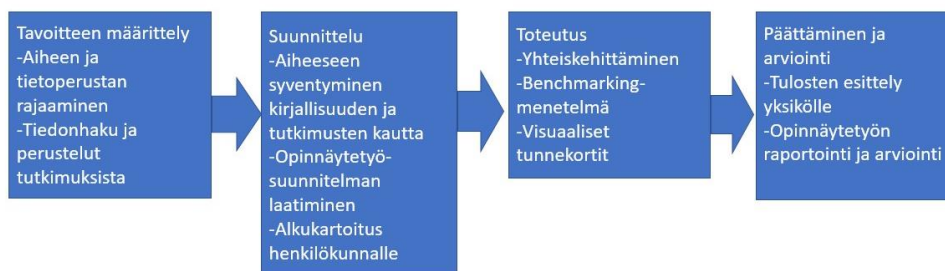 Tavoitteen määrittely
-Aiheen ja
tietoperustan
rajaaminen
-Tiedonhaku ja
perustelut
tutkimuksista
Suunnittelu
-Aiheeseen
syventyminen
kirjallisuuden ja
tutkimusten kautta
-Opinnäytetyö-
suunnitelman
laatiminen
-Alkukartoitus
henkilökunnalle
Toteutus
-Yhteiskehittäminen
-Benchmarking-
menetelmä
-Visuaaliset
tunnekortit
Päättäminen ja
arviointi
-Tulosten esittely
yksikölle
-Opinnäytetyön
raportointi ja arviointi